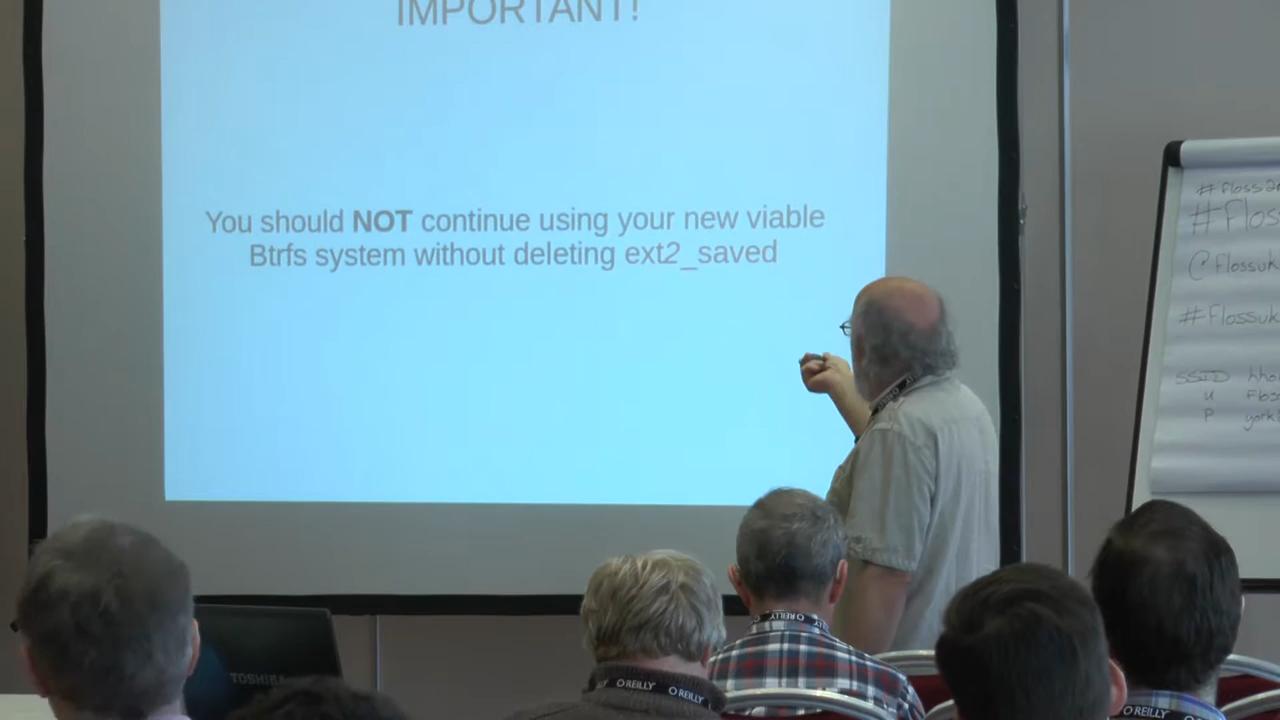 IMPORTANT!
You should NOT continue using your new viable
Btrfs system without deleting ext2_saved
#Flos
@flossuk
#Flossuk
SSID
U
P
TOSHIBA
O'REILLY
O'REILLY O'REILLY
O'REILLY